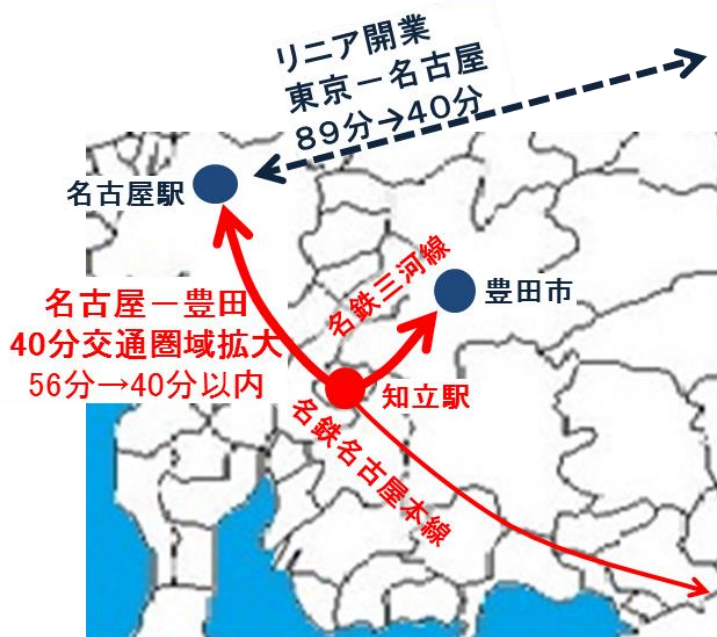 リニア開業
東京－名古屋
89分→40分
名古屋駅
名鉄三河線
豊田市
名古屋－豊田
40分交通圏域拡大
56分→40分以内
知立駅
名鉄名古屋本線